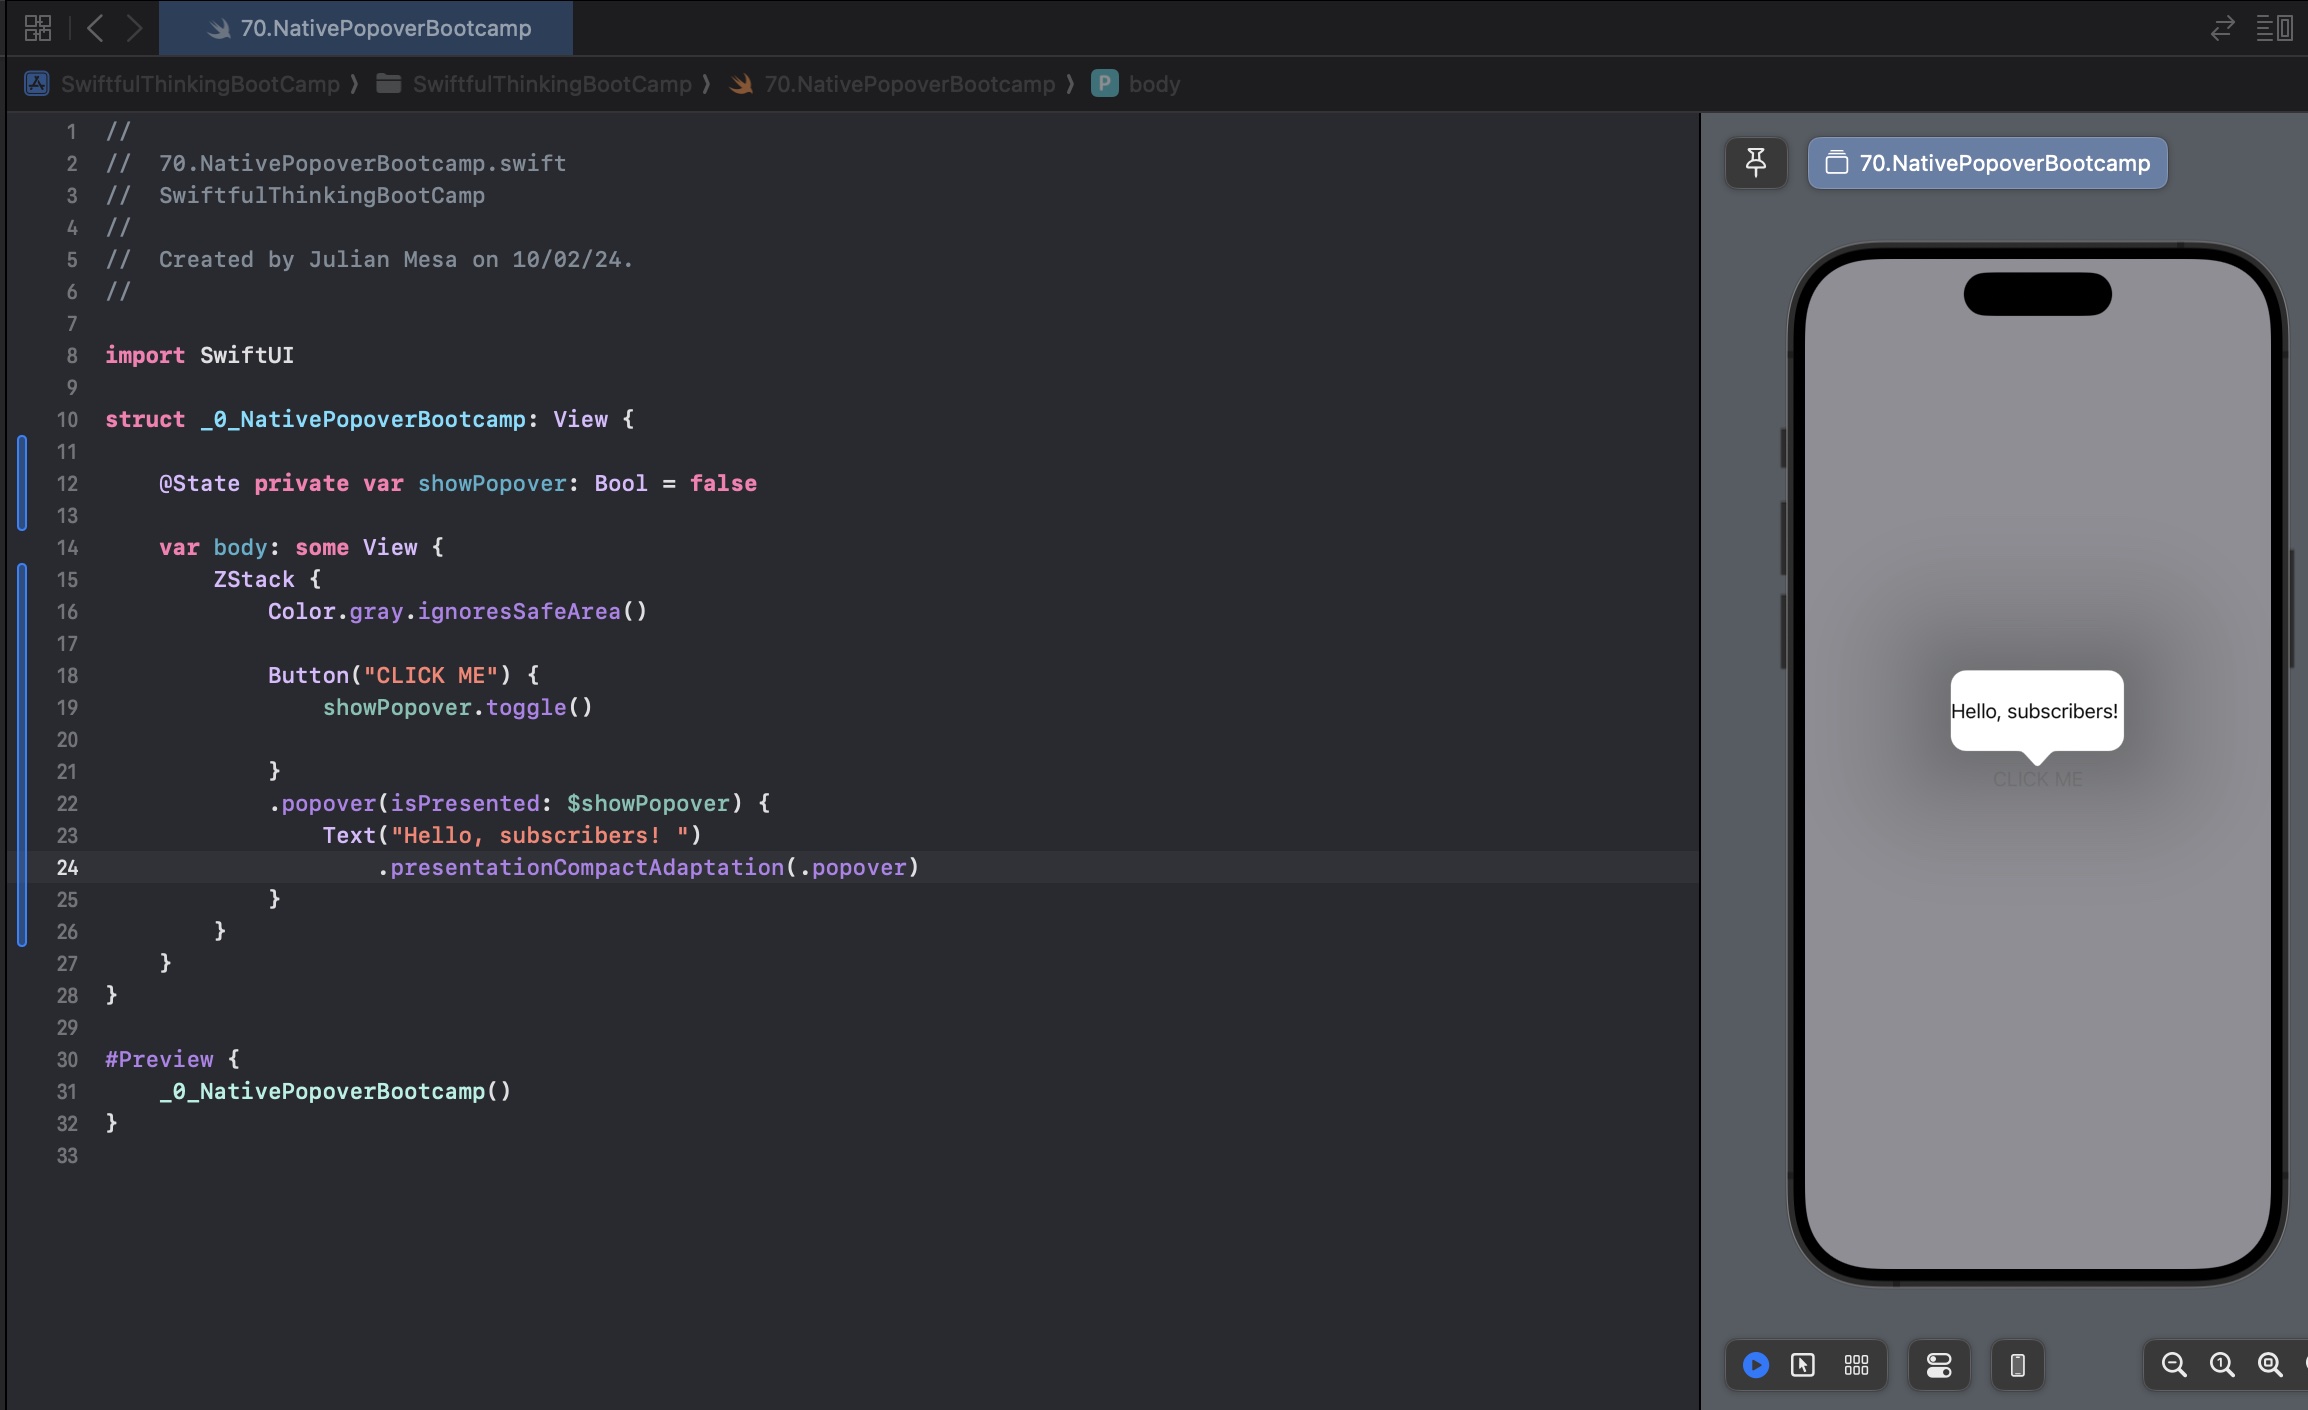 70.NativePopoverBootcamp
SwiftfulThinkingBootCamp ⟩ SwiftfulThinkingBootCamp ⟩ 70.NativePopoverBootcamp ⟩ P body
1 //
2 //  70.NativePopoverBootcamp.swift
3 //  SwiftfulThinkingBootCamp
4 //
5 //  Created by Julian Mesa on 10/02/24.
6 //
7
8 import SwiftUI
9
10 struct _0_NativePopoverBootcamp: View {
11
12     @State private var showPopover: Bool = false
13
14     var body: some View {
15         ZStack {
16             Color.gray.ignoresSafeArea()
17
18             Button("CLICK ME") {
19                 showPopover.toggle()
20
21             }
22             .popover(isPresented: $showPopover) {
23                 Text("Hello, subscribers! ")
24                     .presentationCompactAdaptation(.popover)
25             }
26         }
27     }
28 }
29
30 #Preview {
31     _0_NativePopoverBootcamp()
32 }
33
70.NativePopoverBootcamp
Hello, subscribers!
CLICK ME